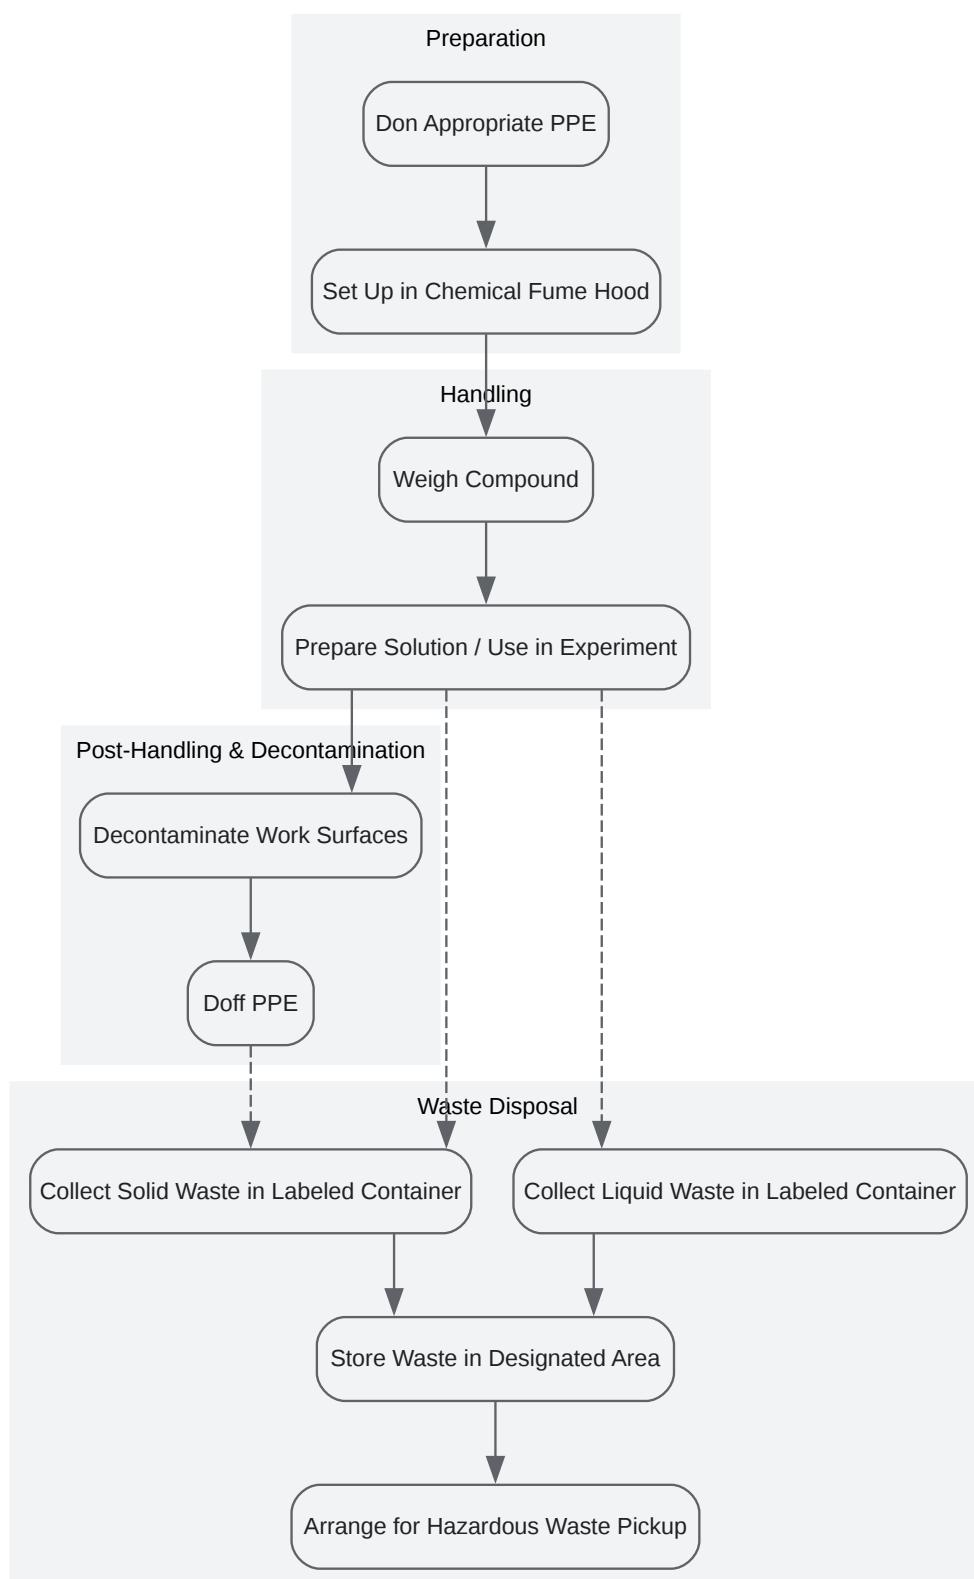 Preparation
Don Appropriate PPE
Set Up in Chemical Fume Hood
Handling
Weigh Compound
Prepare Solution / Use in Experiment
Post-Handling & Decontamination
Decontaminate Work Surfaces
Doff PPE
Waste Disposal
Collect Solid Waste in Labeled Container
Collect Liquid Waste in Labeled Container
Store Waste in Designated Area
Arrange for Hazardous Waste Pickup